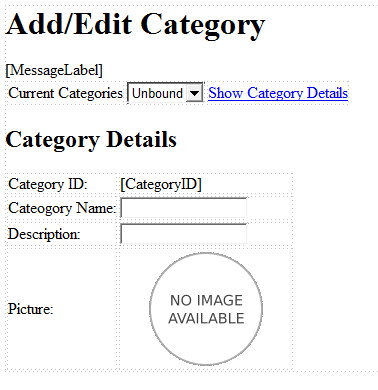 Add/Edit Category
[MessageLabel]
Current Categories Unbound Show Category Details
Category Details
Category ID: [CategoryID]
Cateogory Name:
Description:
Picture:
NO IMAGE
AVAILABLE